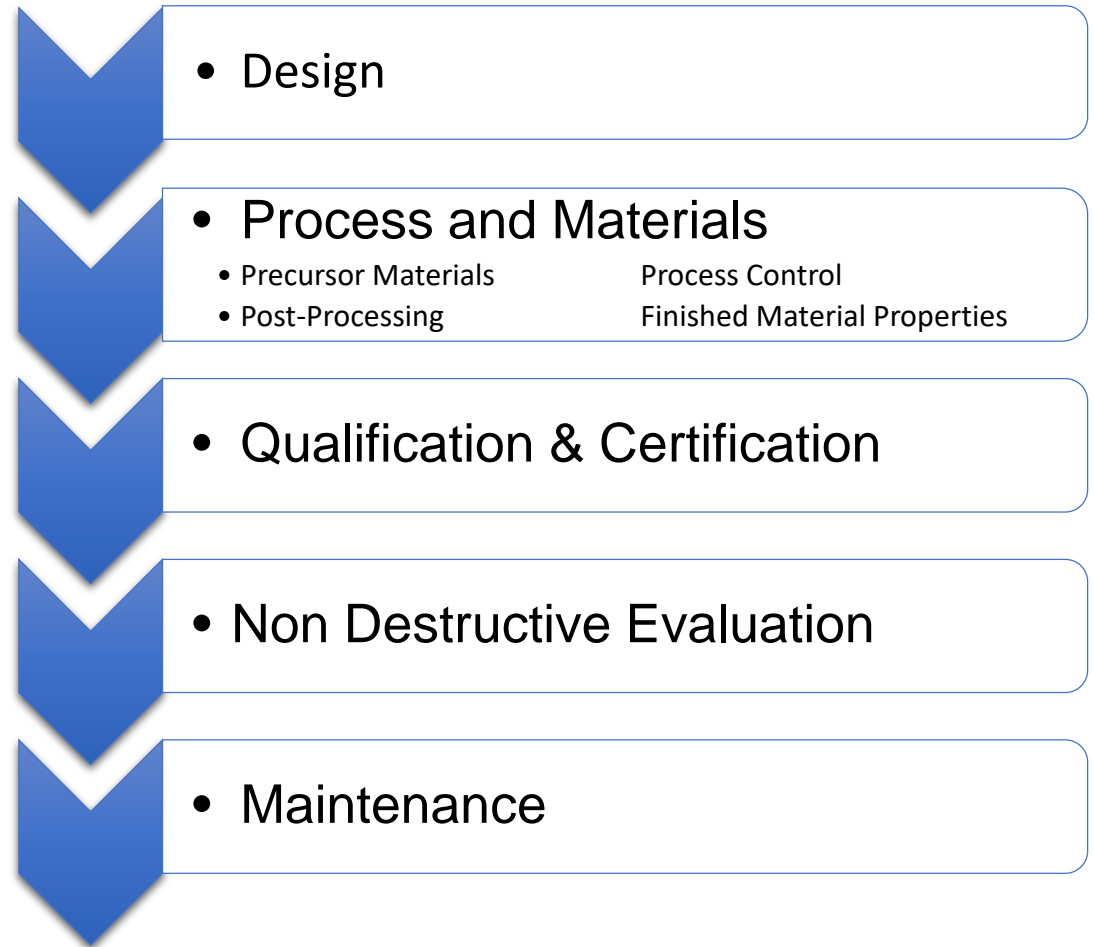 • Design
• Process and Materials
• Precursor Materials Process Control
• Post-Processing Finished Material Properties
• Qualification & Certification
• Non Destructive Evaluation
• Maintenance